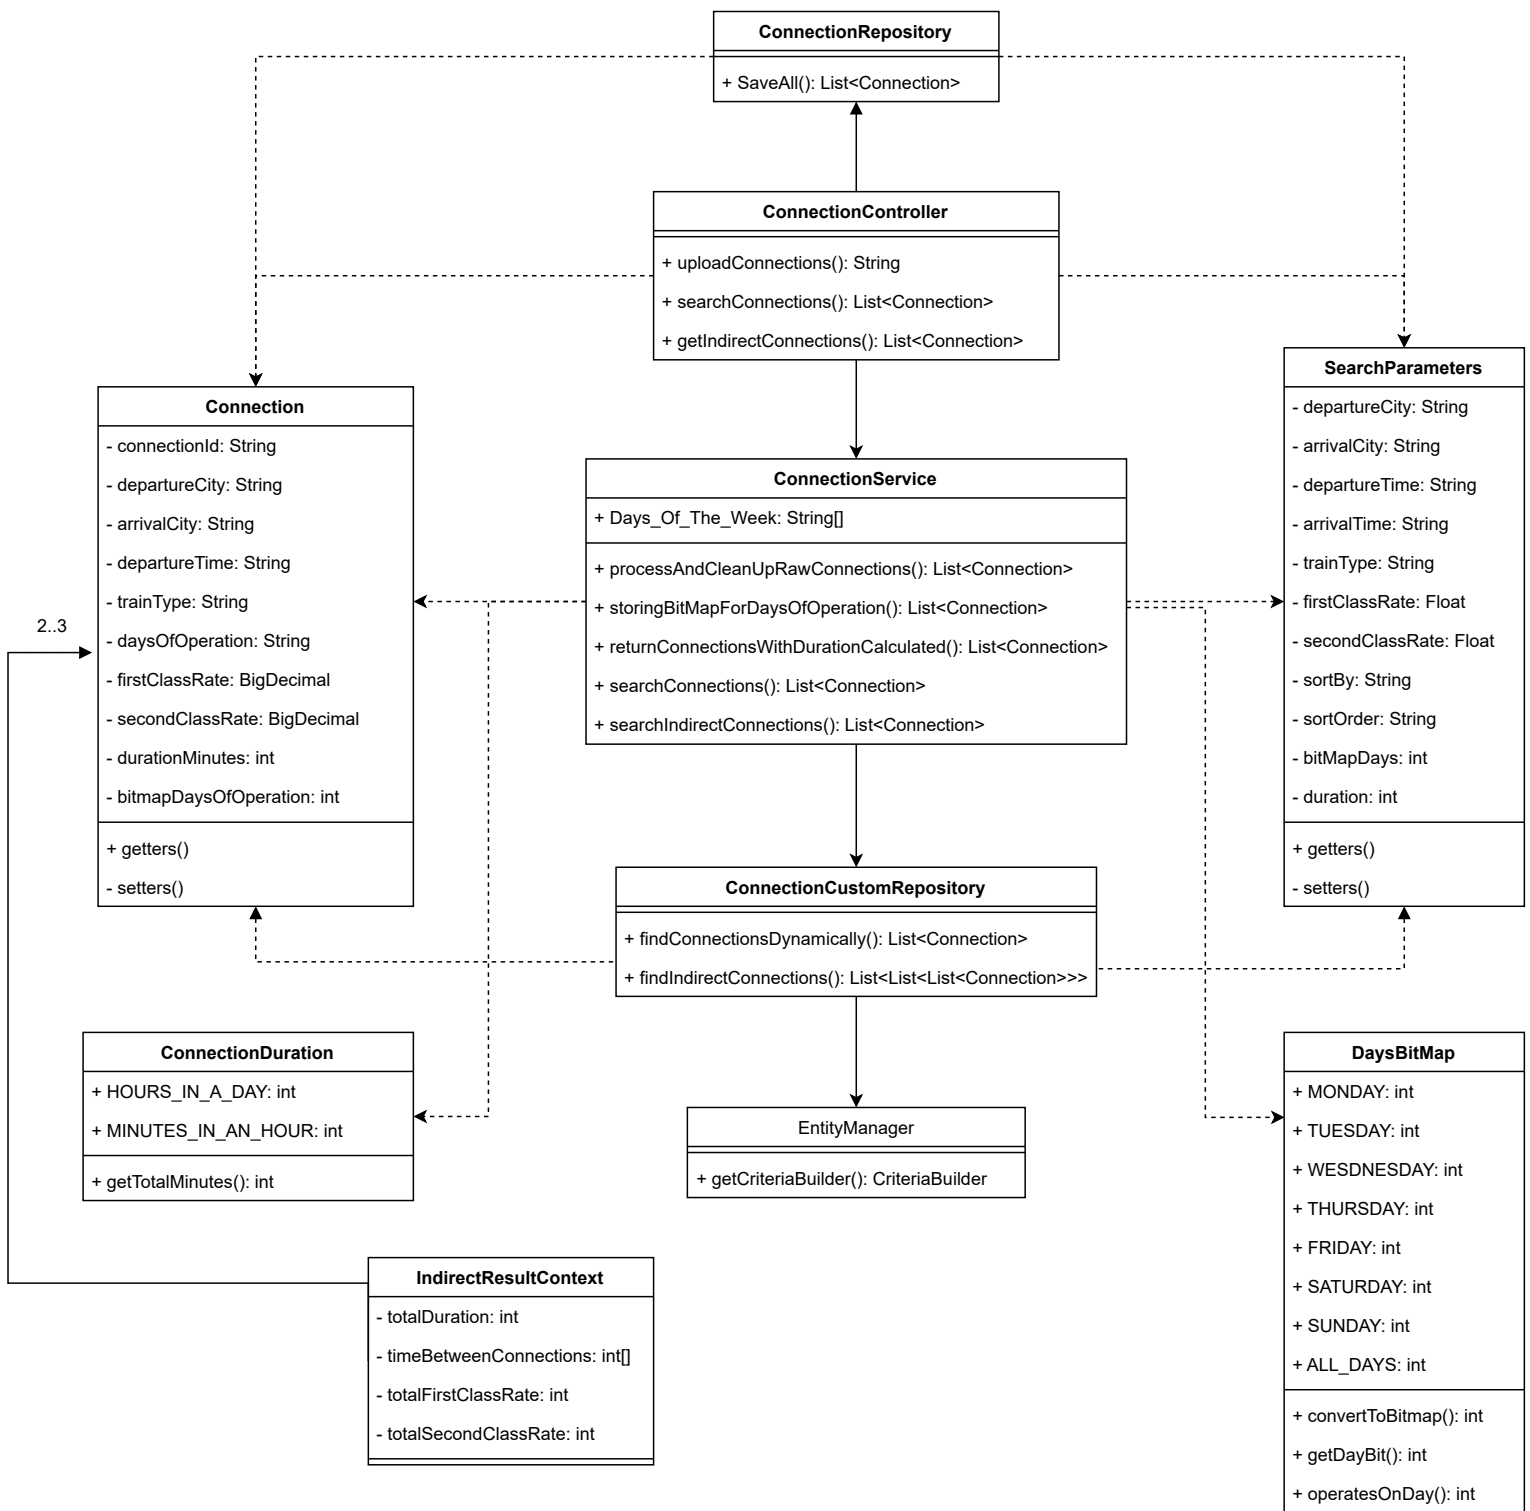 ConnectionRepository
+ SaveAll(): List<Connection>
ConnectionController
+ uploadConnections(): String
+ searchConnections(): List<Connection>
+ getIndirectConnections(): List<Connection>
Connection
- connectionId: String
- departureCity: String
- arrivalCity: String
- departureTime: String
- trainType: String
- daysOfOperation: String
- firstClassRate: BigDecimal
- secondClassRate: BigDecimal
- durationMinutes: int
- bitmapDaysOfOperation: int
+ getters()
- setters()
2..3
ConnectionService
+ Days_Of_The_Week: String[]
+ processAndCleanUpRawConnections(): List<Connection>
+ storingBitMapForDaysOfOperation(): List<Connection>
+ returnConnectionsWithDurationCalculated(): List<Connection>
+ searchConnections(): List<Connection>
+ searchIndirectConnections(): List<Connection>
SearchParameters
- departureCity: String
- arrivalCity: String
- departureTime: String
- arrivalTime: String
- trainType: String
- firstClassRate: Float
- secondClassRate: Float
- sortBy: String
- sortOrder: String
- bitMapDays: int
- duration: int
+ getters()
- setters()
ConnectionCustomRepository
+ findConnectionsDynamically(): List<Connection>
+ findIndirectConnections(): List<List<List<Connection>>>
ConnectionDuration
+ HOURS_IN_A_DAY: int
+ MINUTES_IN_AN_HOUR: int
+ getTotalMinutes(): int
EntityManager
+ getCriteriaBuilder(): CriteriaBuilder
DaysBitMap
+ MONDAY: int
+ TUESDAY: int
+ WESDNESDAY: int
+ THURSDAY: int
+ FRIDAY: int
+ SATURDAY: int
+ SUNDAY: int
+ ALL_DAYS: int
+ convertToBitmap(): int
+ getDayBit(): int
+ operatesOnDay(): int
IndirectResultContext
- totalDuration: int
- timeBetweenConnections: int[]
- totalFirstClassRate: int
- totalSecondClassRate: int